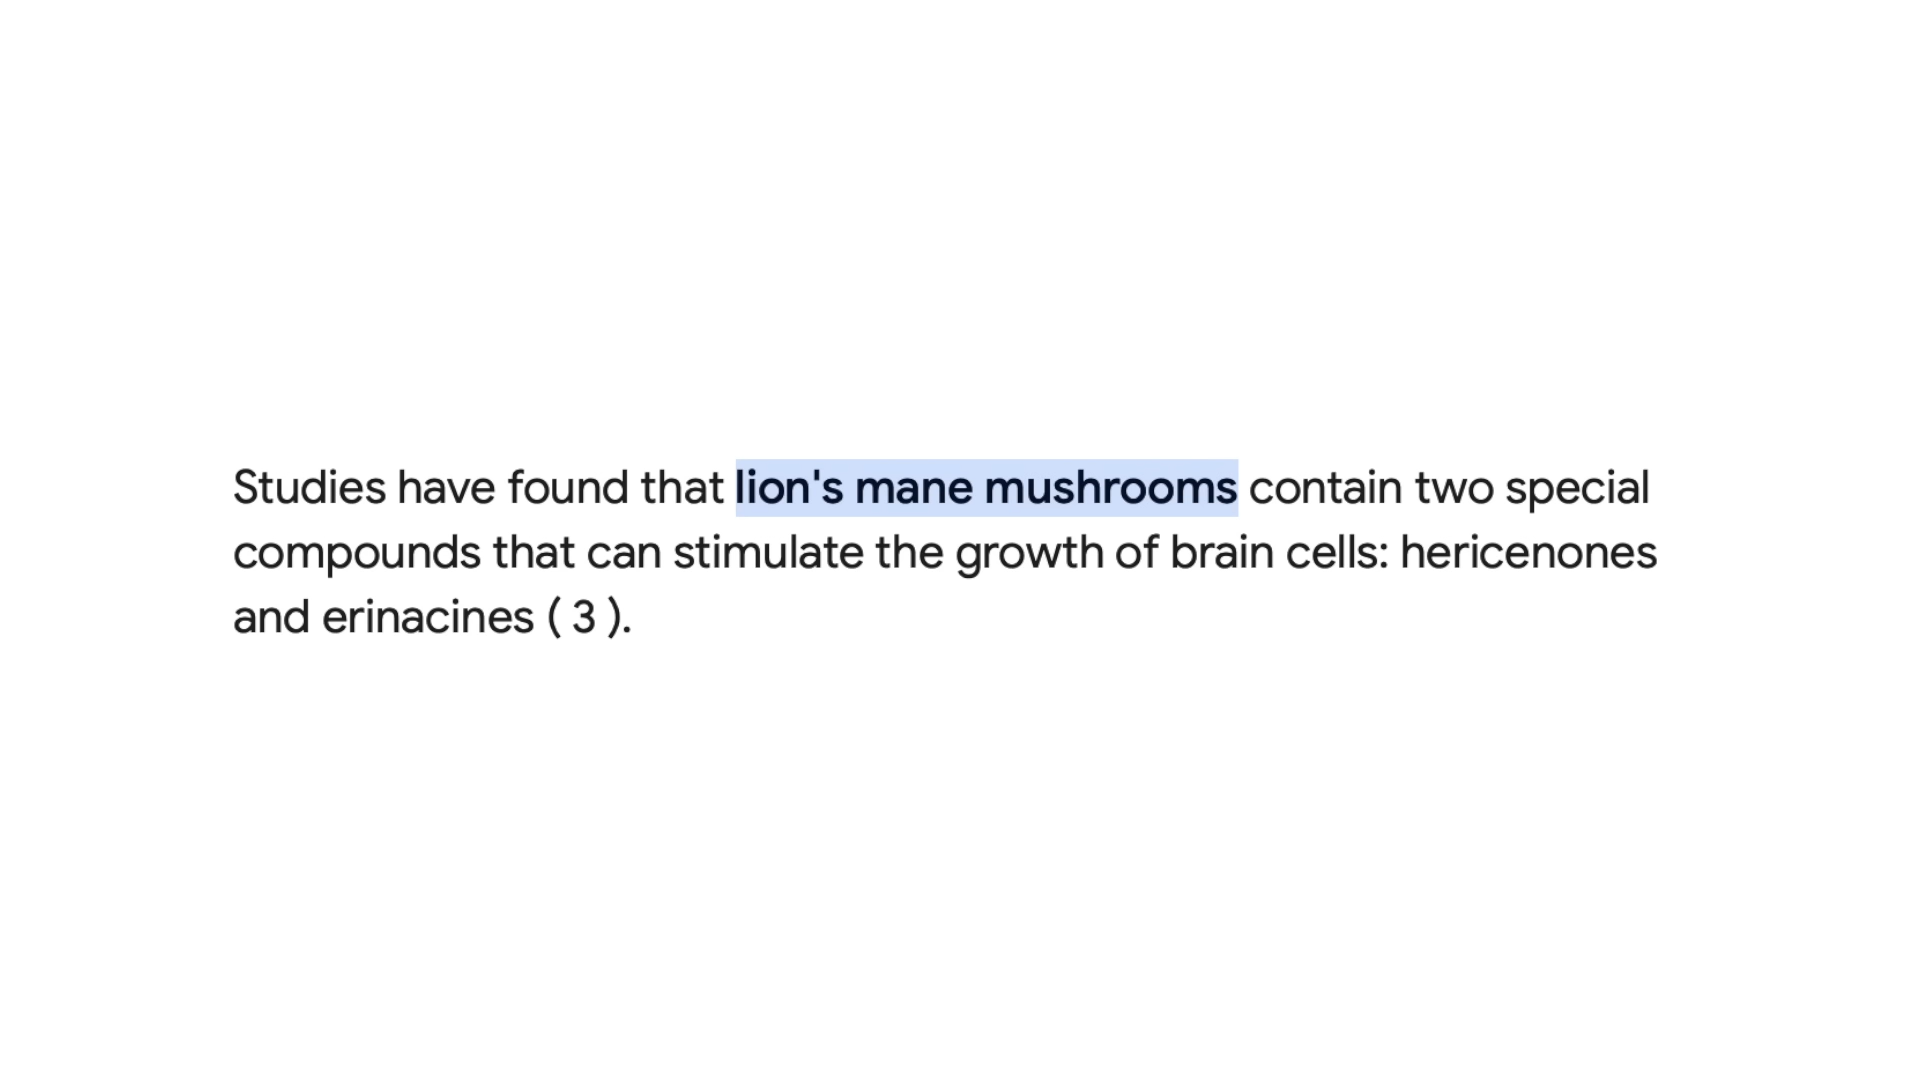 Studies have found that lion's mane mushrooms contain two special
compounds that can stimulate the growth of brain cells: hericenones
and erinacines ( 3 ).